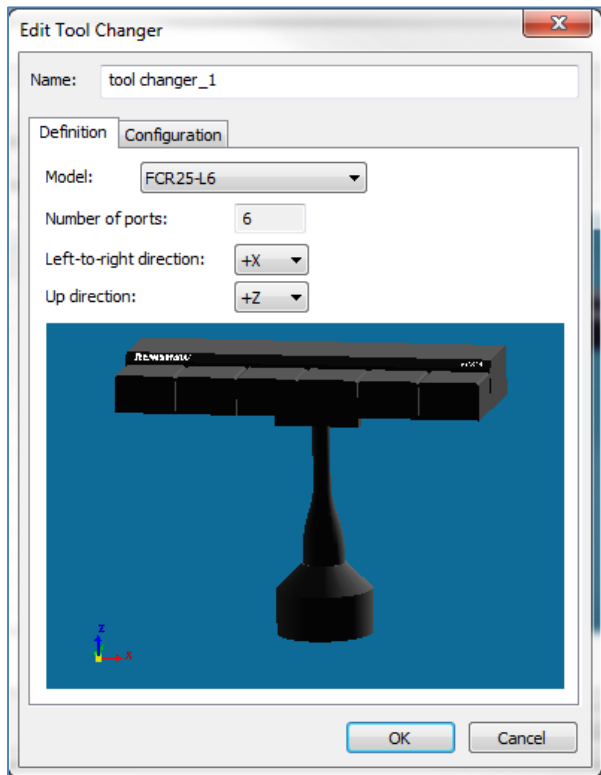 Edit Tool Changer
Name: tool changer_1
Definition Configuration
Model: FCR25-L6
Number of ports: 6
Left-to-right direction: +X
Up direction: +Z
RENISHAW
Z
X
OK Cancel